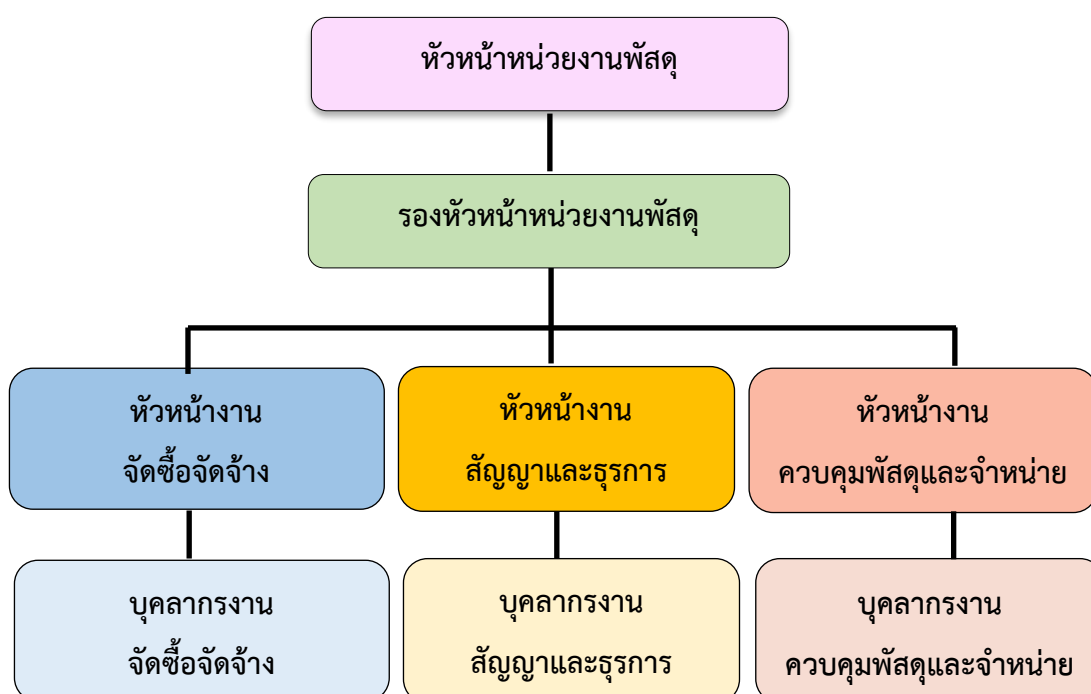 หัวหน้าหน่วยงานพัสดุ
รองหัวหน้าหน่วยงานพัสดุ
หัวหน้างาน
จัดซื้อจัดจ้าง
หัวหน้างาน
สัญญาและธุรการ
หัวหน้างาน
ควบคุมพัสดุและจำหน่าย
บุคลากรงาน
จัดซื้อจัดจ้าง
บุคลากรงาน
สัญญาและธุรการ
บุคลากรงาน
ควบคุมพัสดุและจำหน่าย